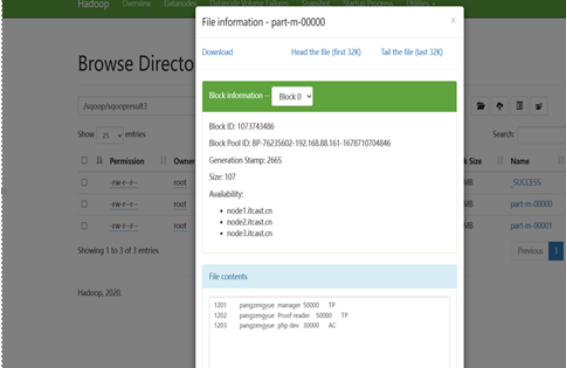 Hadoop Overview Datanodes Datanode Volume Failures Snapshot Startup Process Utilities
File information - part-m-00000 ×
Download Head the file (first 32K) Tail the file (last 32K)
Browse Directo
Block information -- Block 0
/sqoop/sqoopresult3
Block ID: 1073743486
Block Pool ID: BP-76235602-192.168.88.161-1678710704846
Generation Stamp: 2665
Size: 107
Availability:
node1.itcast.cn
node2.itcast.cn
node3.itcast.cn
Show 25 entries Search:
Permission Owner k Size Name
-rw-r--r-- root MB _SUCCESS
-rw-r--r-- root MB part-m-00000
-rw-r--r-- root MB part-m-00001
Showing 1 to 3 of 3 entries Previous 1
File contents
Hadoop, 2020.
1201 pangzengyue manager 50000 TP
1202 pangzengyue Proof reader 50000 TP
1203 pangzengyue php dev 30000 AC